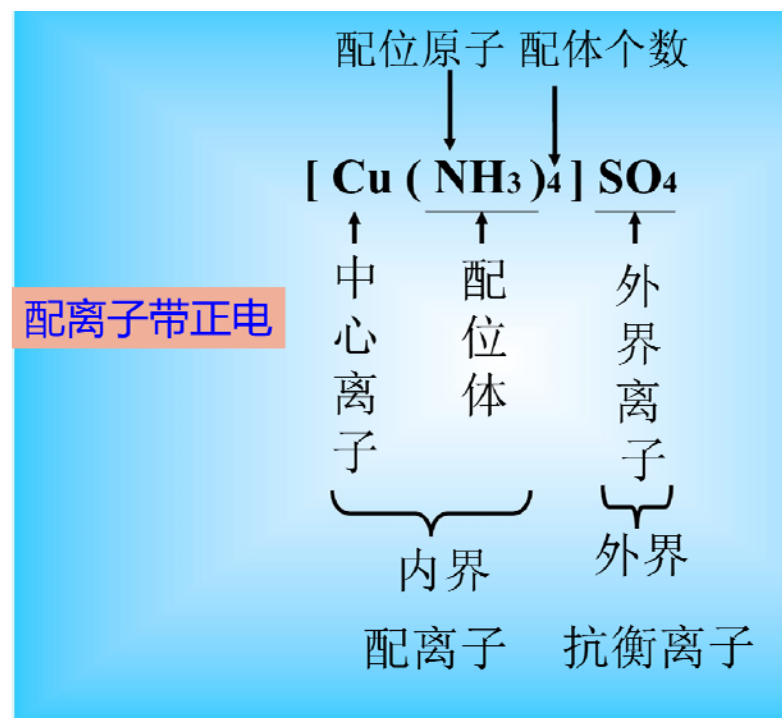 配位原子 配体个数
[ Cu ( NH3 )4 ] SO4
中心离子
配位体
外界离子
配离子带正电
内界
外界
配离子
抗衡离子